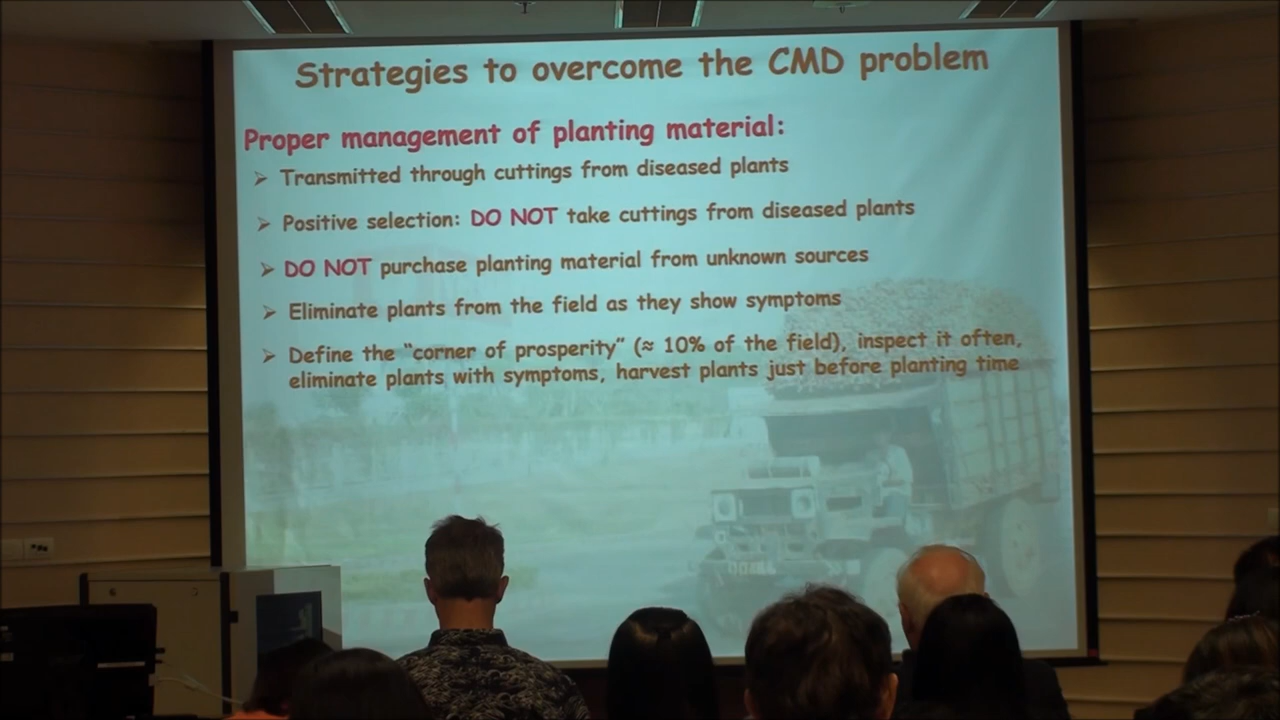 Strategies to overcome the CMD problem
Proper management of planting material:
➢ Transmitted through cuttings from diseased plants
➢ Positive selection: DO NOT take cuttings from diseased plants
➢ DO NOT purchase planting material from unknown sources
➢ Eliminate plants from the field as they show symptoms
➢ Define the “corner of prosperity” (≈ 10% of the field), inspect it often,
eliminate plants with symptoms, harvest plants just before planting time